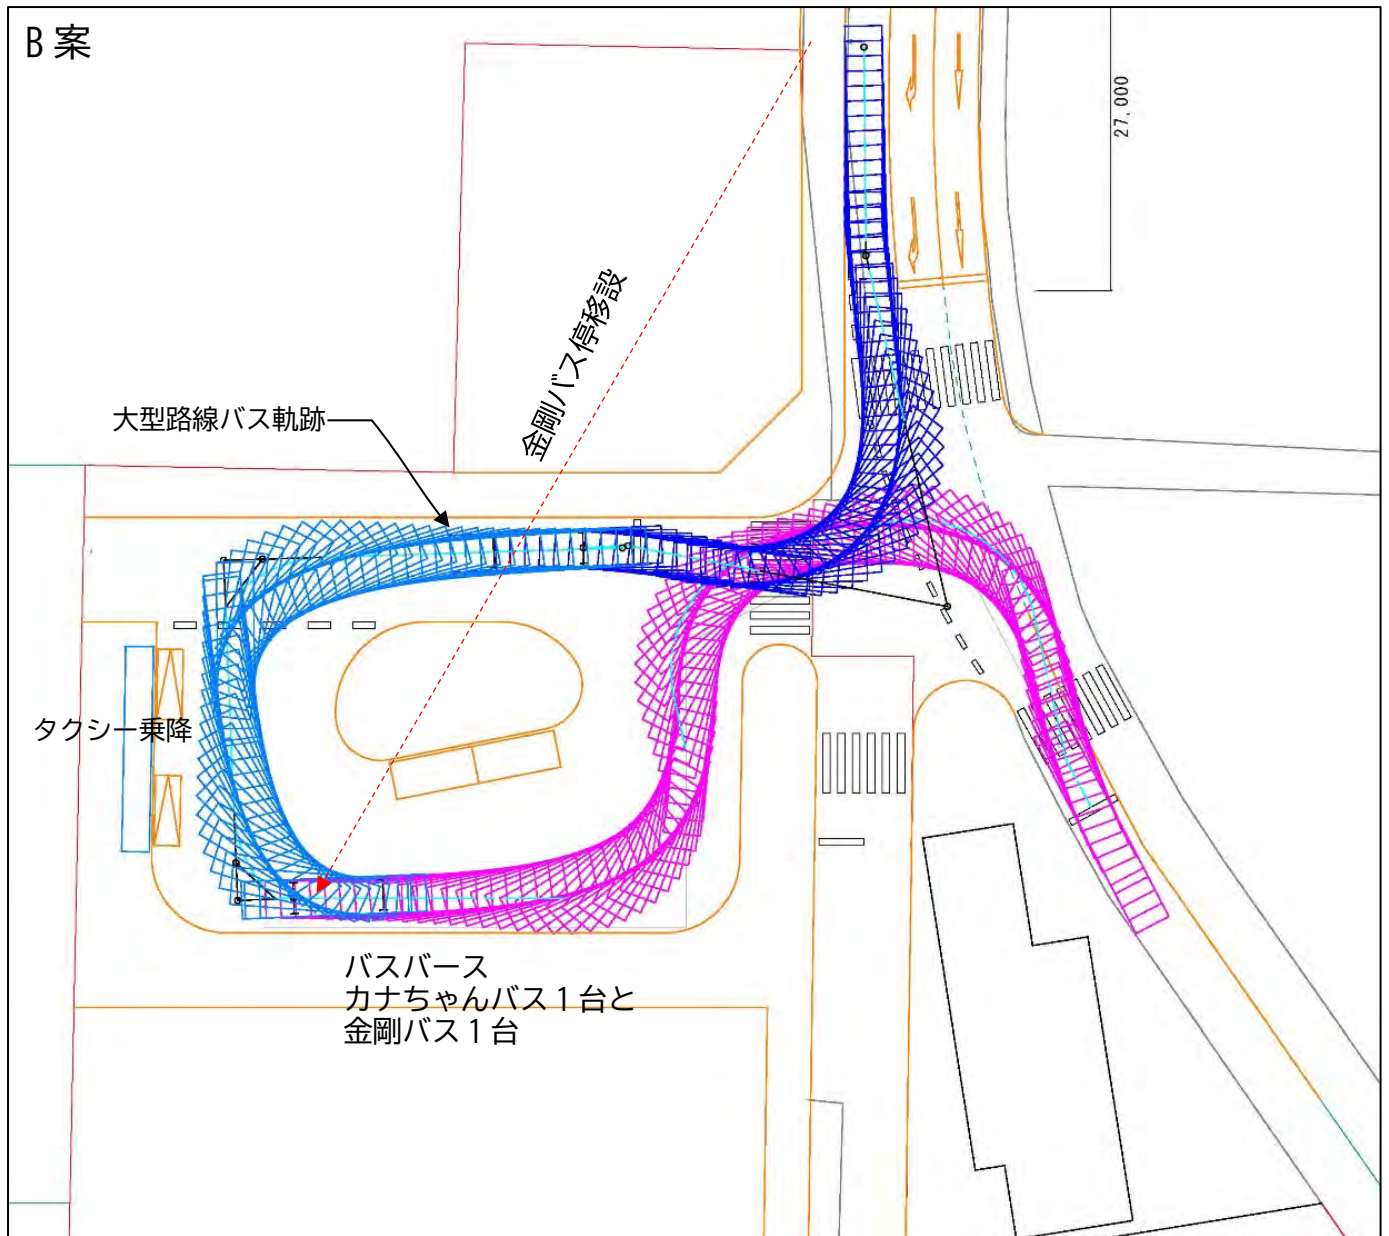 B案
27,000
金剛バス停移設
大型路線バス軌跡
タクシー乗降
バスバース
カナちゃんバス1台と
金剛バス1台